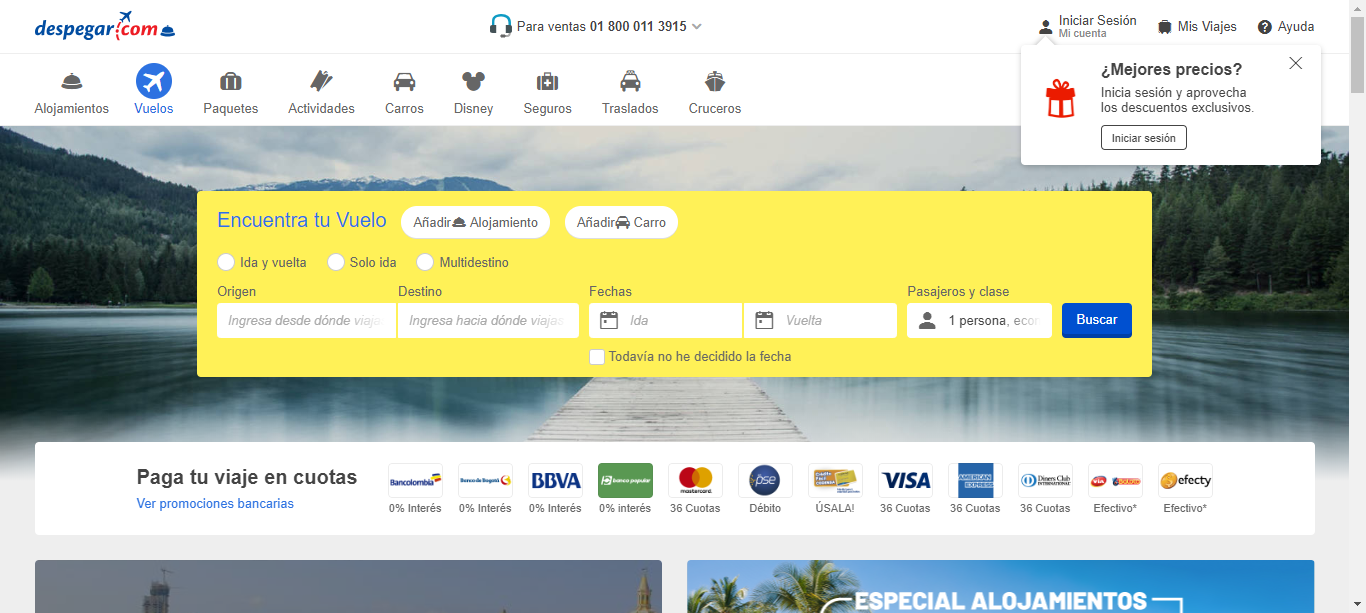 despegar.com
Para ventas 01 800 011 3915
Iniciar Sesión
Mi cuenta
Mis Viajes
Ayuda
¿Mejores precios?
Inicia sesión y aprovecha
los descuentos exclusivos.
Iniciar sesión
Alojamientos
Vuelos
Paquetes
Actividades
Carros
Disney
Seguros
Traslados
Cruceros
Encuentra tu Vuelo
Añadir Alojamiento
Añadir Carro
Ida y vuelta
Solo ida
Multidestino
Origen
Destino
Fechas
Pasajeros y clase
Ingresa desde dónde viaja
Ingresa hacia dónde viajas
Ida
Vuelta
1 persona, econ
Buscar
Todavía no he decidido la fecha
Paga tu viaje en cuotas
Ver promociones bancarias
Bancolombia
0% Interés
Banco de Bogotá
0% Interés
BBVA
0% Interés
banco popular
0% interés
mastercard
36 Cuotas
pse
Débito
ÚSALA!
VISA
36 Cuotas
AMERICAN EXPRESS
36 Cuotas
Diners Club
INTERNATIONAL
36 Cuotas
via baloto
Efectivo*
efecty
Efectivo*
ESPECIAL ALOJAMIENTOS